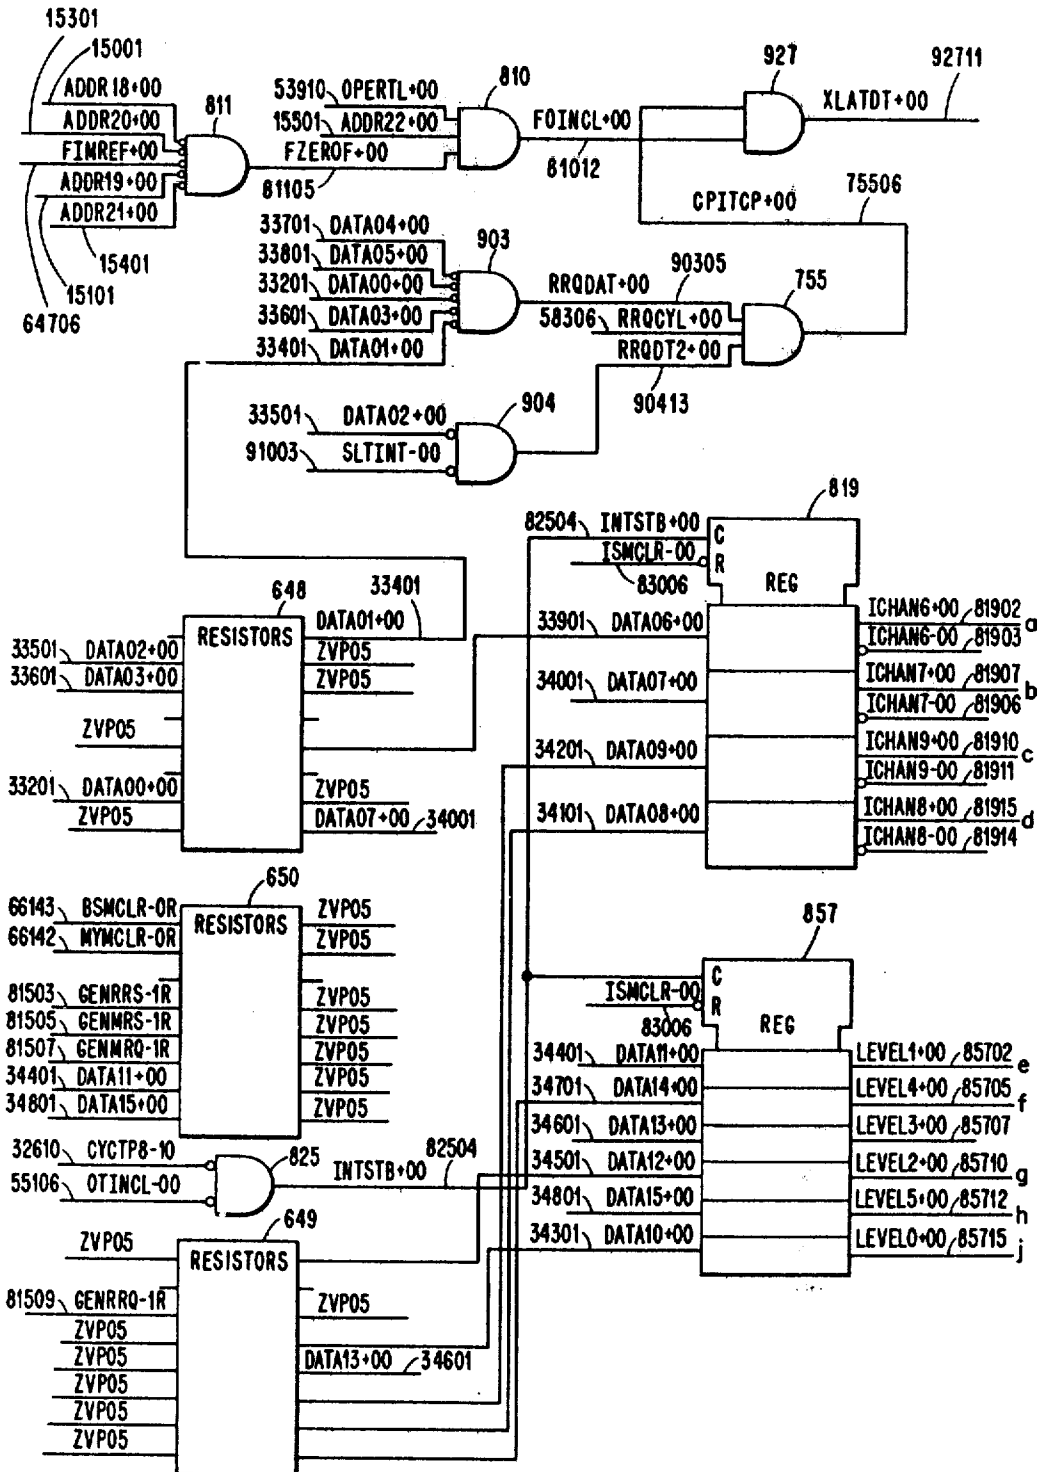 15301
15001
ADDR18+00
811
ADDR20+00
FIMREF+00
ADDR19+00
ADDR21+00
15401
15101
64706
53910 OPERTL+00
810
15501 ADDR22+00
FZEROF+00
81105
FOINCL+00
81012
927
92711
XLATDT+00
CPITCP+00
75506
33701 DATA04+00
33801 DATA05+00
33201 DATA00+00
33601 DATA03+00
33401 DATA01+00
903
RRQDAT+00
90305
58306 RRQCYL+00
RRQDT2+00
90413
755
33501 DATA02+00
904
91003 SLTINT-00
819
82504 INTSTB+00
C
ISMCLR-00
R
83006
REG
648
33401
RESISTORS
DATA01+00
33501 DATA02+00
ZVP05
33601 DATA03+00
ZVP05
ZVP05
33201 DATA00+00
ZVP05
ZVP05
DATA07+00 34001
33901 DATA06+00
34001 DATA07+00
34201 DATA09+00
34101 DATA08+00
ICHAN6+00 81902 a
ICHAN6-00 81903
ICHAN7+00 81907 b
ICHAN7-00 81906
ICHAN9+00 81910 c
ICHAN9-00 81911
ICHAN8+00 81915 d
ICHAN8-00 81914
650
66143 BSMCLR-0R
RESISTORS
ZVP05
66142 MYMCLR-0R
ZVP05
81503 GENRRS-1R
ZVP05
81505 GENMRS-1R
ZVP05
81507 GENMRQ-1R
ZVP05
34401 DATA11+00
ZVP05
34801 DATA15+00
ZVP05
857
C
ISMCLR-00
R
83006
REG
34401 DATA11+00
LEVEL1+00 85702 e
34701 DATA14+00
LEVEL4+00 85705 f
34601 DATA13+00
LEVEL3+00 85707
34501 DATA12+00
LEVEL2+00 85710 g
34801 DATA15+00
LEVEL5+00 85712 h
34301 DATA10+00
LEVEL0+00 85715 j
32610 CYCTP8-10
825
INTSTB+00
82504
55106 OTINCL-00
649
ZVP05
RESISTORS
81509 GENRRQ-1R
ZVP05
ZVP05
DATA13+00 34601
ZVP05
ZVP05
ZVP05
ZVP05